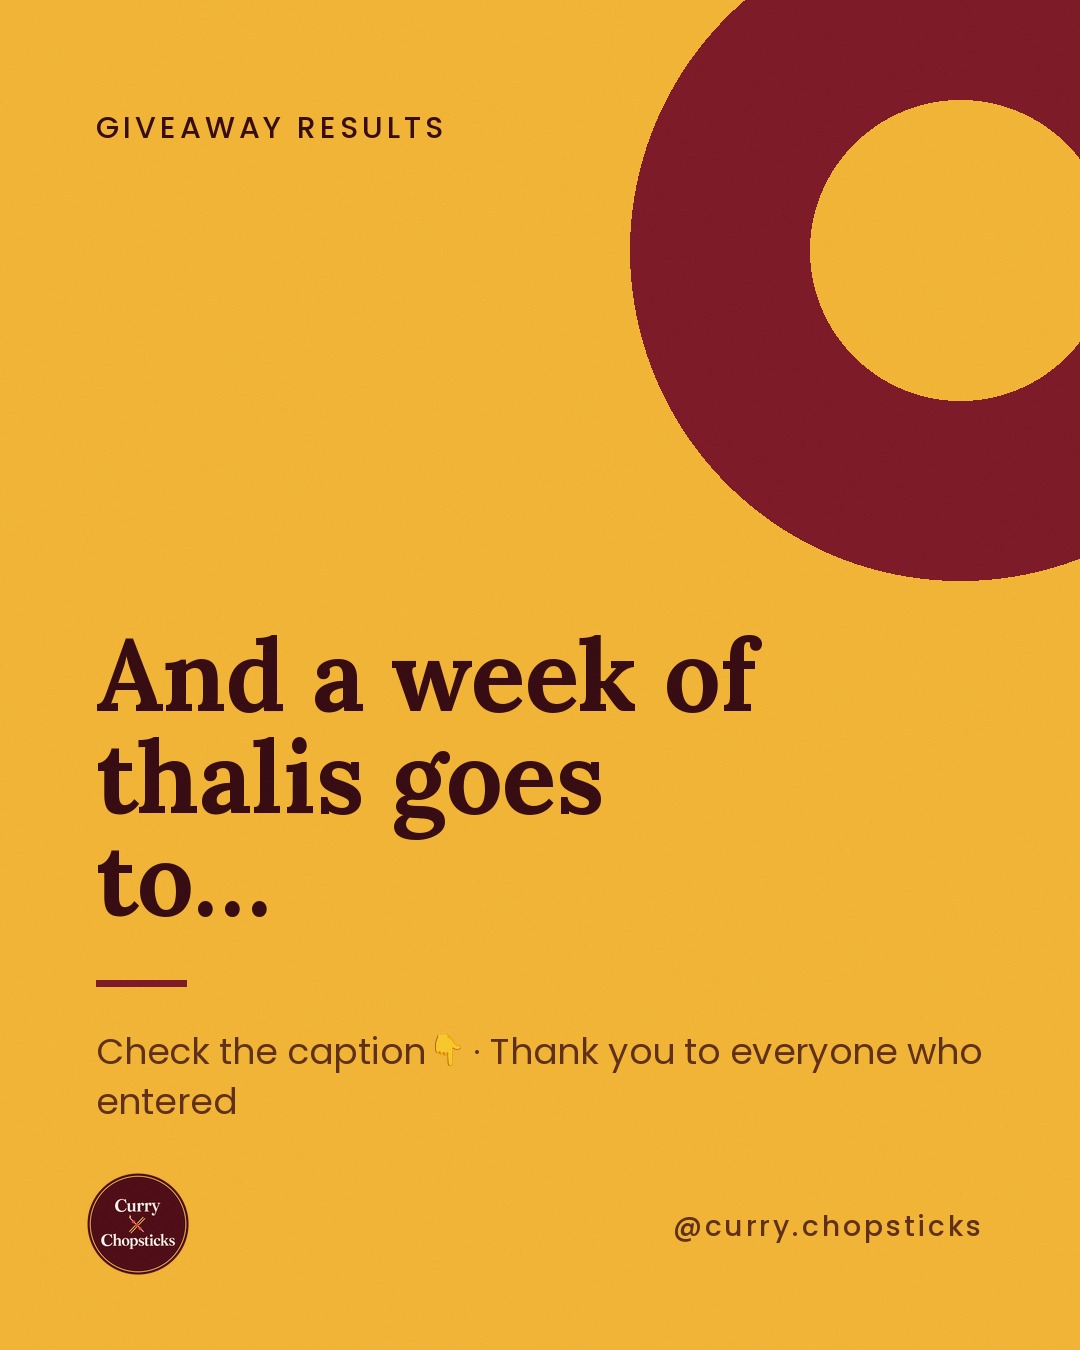 GIVEAWAY RESULTS
And a week of
thalis goes
to...
Check the caption👇 · Thank you to everyone who
entered
Curry
Chopsticks
@curry.chopsticks